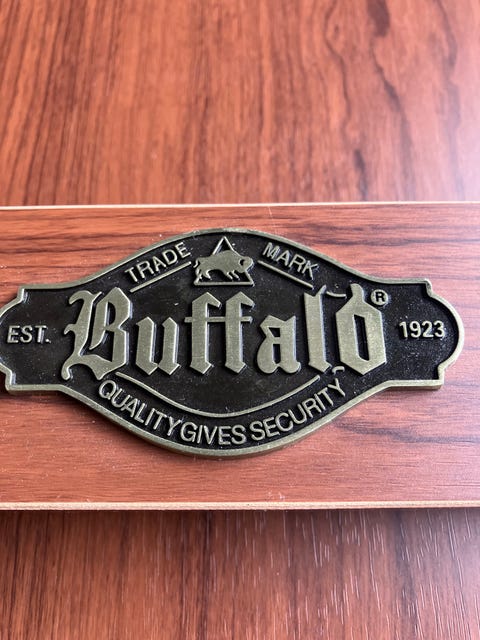 TRADE MARK
EST. Buffalo® 1923
QUALITY GIVES SECURITY